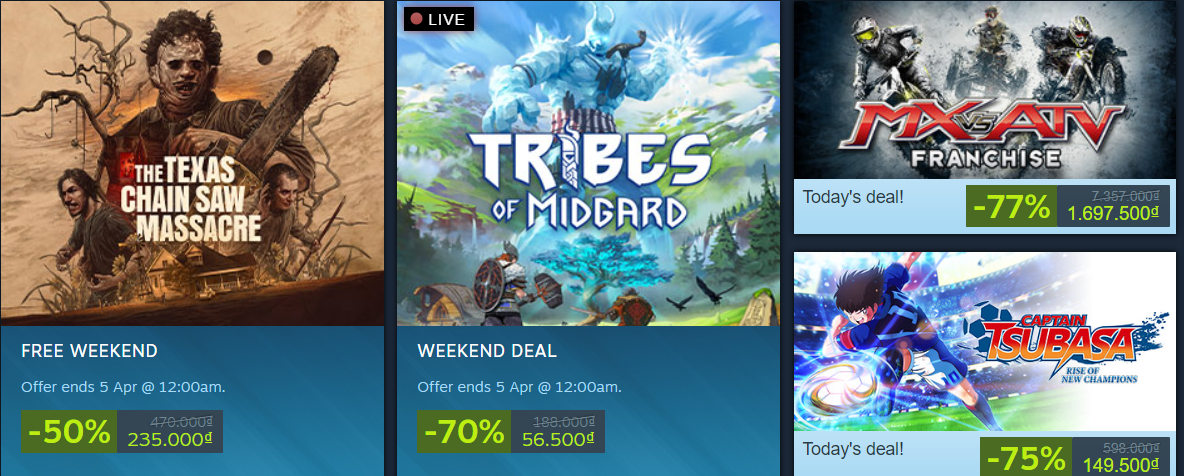 THE TEXAS
CHAIN SAW
MASSACRE
FREE WEEKEND
Offer ends 5 Apr @ 12:00am.
-50%
470.000₫
235.000₫
LIVE
TRIBES
OF MIDGARD
WEEKEND DEAL
Offer ends 5 Apr @ 12:00am.
-70%
188.000₫
56.500₫
MX VS ATV
FRANCHISE
Today's deal!
-77%
7.357.000₫
1.697.500₫
CAPTAIN
TSUBASA
RISE OF
NEW CHAMPIONS
Today's deal!
-75%
598.000₫
149.500₫